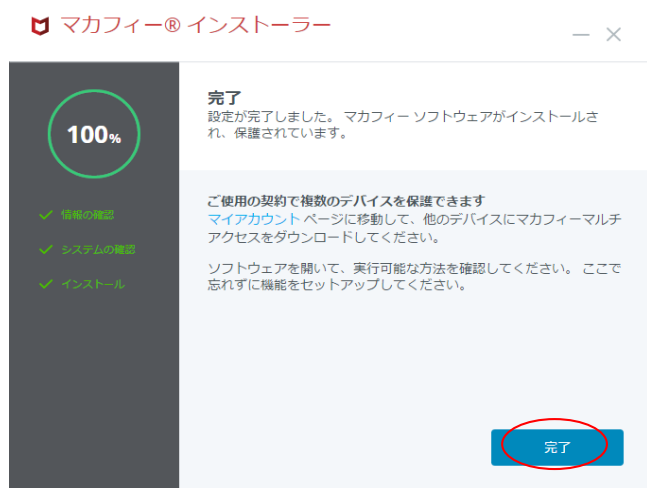 マカフィー® インストーラー
100%
情報の確認
システムの確認
インストール
完了
設定が完了しました。 マカフィー ソフトウェアがインストールさ
れ、保護されています。
ご使用の契約で複数のデバイスを保護できます
マイアカウント ページに移動して、他のデバイスにマカフィーマルチ
アクセスをダウンロードしてください。
ソフトウェアを開いて、実行可能な方法を確認してください。 ここで
忘れずに機能をセットアップしてください。
完了